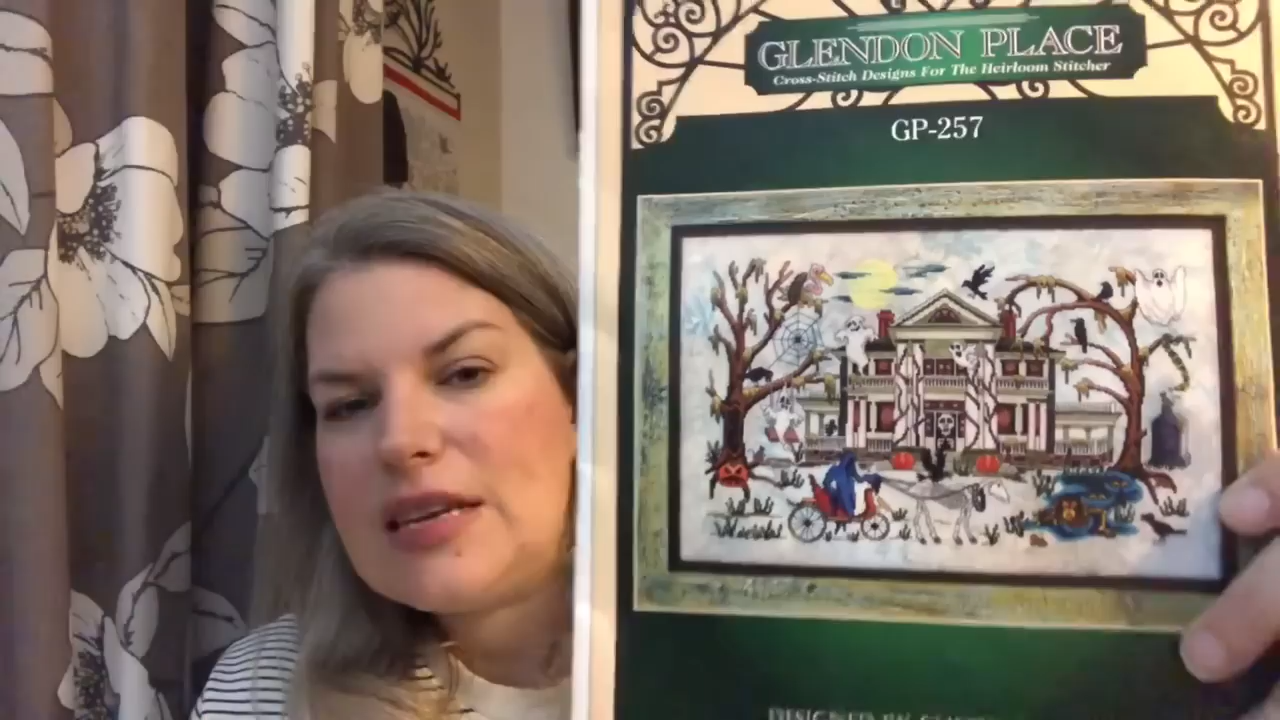 GLENDON PLACE
Cross-Stitch Designs For The Heirloom Stitcher
GP-257